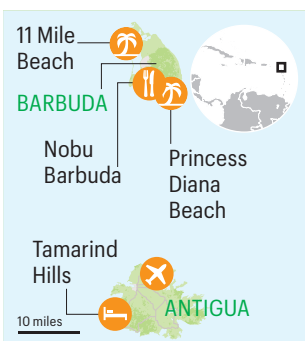 11 Mile
Beach
BARBUDA
Nobu
Barbuda
Princess
Diana
Beach
Tamarind
Hills
ANTIGUA
10 miles